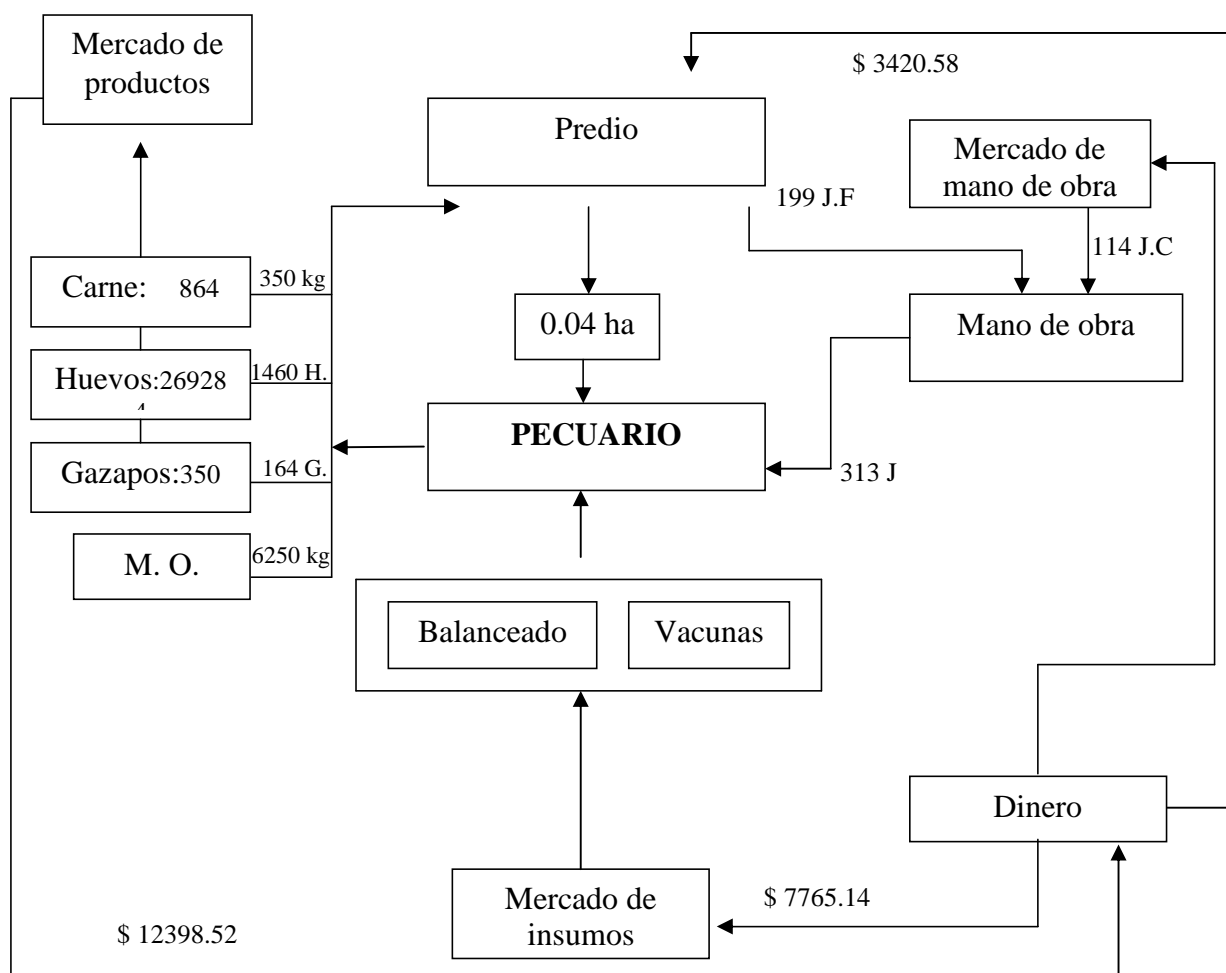 Mercado de
productos
$ 3420.58
Predio
Mercado de
mano de obra
199 J.F
114 J.C
Carne: 864
350 kg
0.04 ha
Mano de obra
Huevos:26928
1460 H.
PECUARIO
Gazapos:350
164 G.
313 J
M. O.
6250 kg
Balanceado
Vacunas
Dinero
Mercado de
insumos
$ 7765.14
$ 12398.52